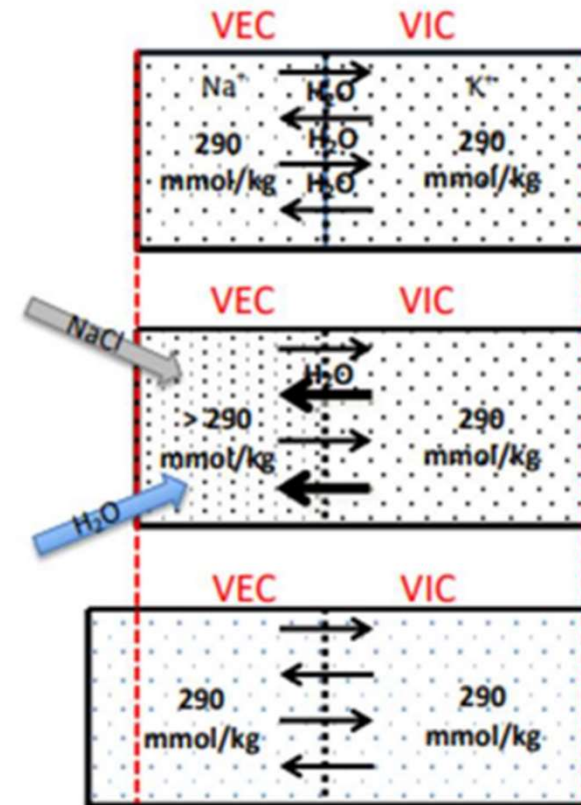 VEC VIC
Na⁺ H₂O K⁺
290 H₂O 290
mmol/kg H₂O mmol/kg
VEC VIC
NaCl
H₂O
> 290 290
mmol/kg mmol/kg
H₂O
VEC VIC
290 290
mmol/kg mmol/kg